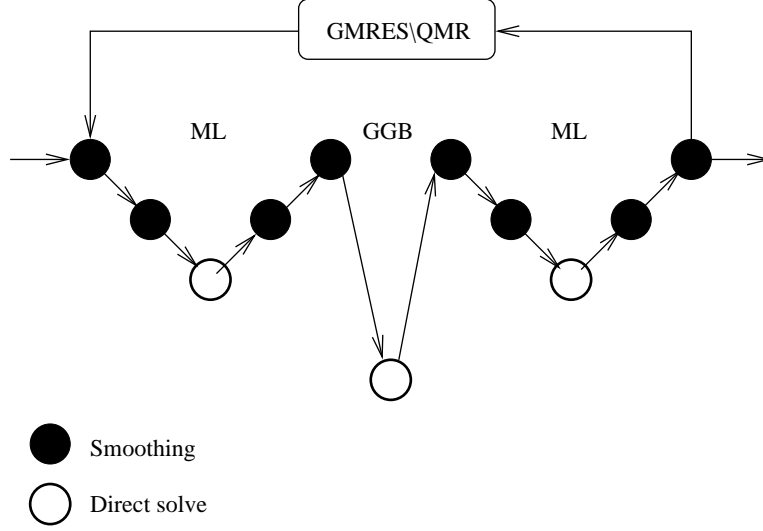 GMRES\QMR
ML
GGB
ML
Smoothing
Direct solve